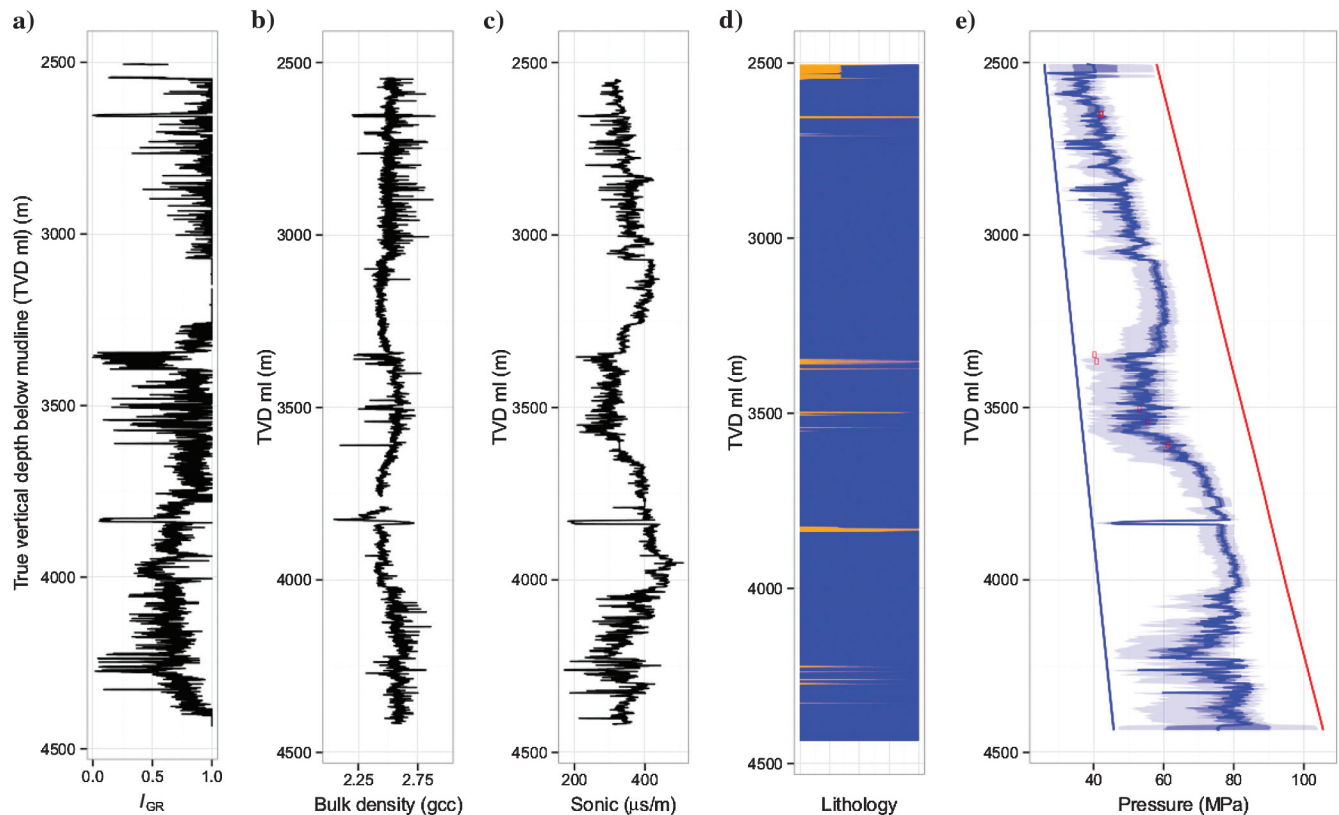 a)
True vertical depth below mudline (TVD ml) (m)
2500
3000
3500
4000
4500
0.0 0.5 1.0
I_GR
b)
TVD ml (m)
2500
3000
3500
4000
4500
2.25 2.75
Bulk density (gcc)
c)
TVD ml (m)
2500
3000
3500
4000
4500
200 400
Sonic (μs/m)
d)
TVD ml (m)
2500
3000
3500
4000
4500
Lithology
e)
TVD ml (m)
2500
3000
3500
4000
4500
40 60 80 100
Pressure (MPa)